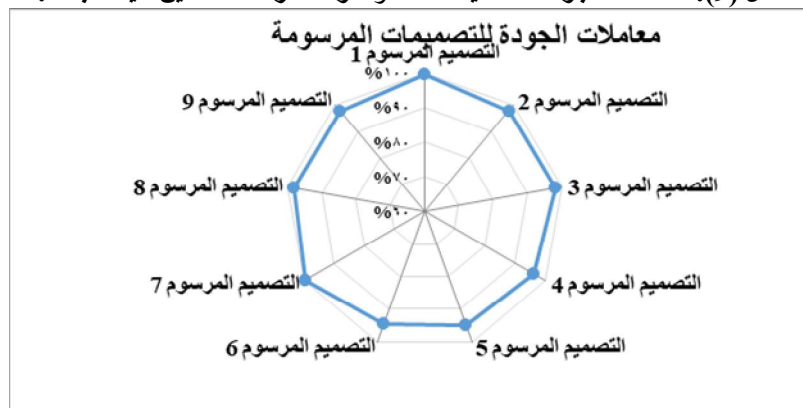 معاملات الجودة للتصميمات المرسومة
التصميم المرسوم 1
%١٠٠
التصميم المرسوم 9
التصميم المرسوم 2
%٩٠
%٨٠
التصميم المرسوم 8
التصميم المرسوم 3
%٧٠
%٦٠
التصميم المرسوم 7
التصميم المرسوم 4
التصميم المرسوم 6
التصميم المرسوم 5